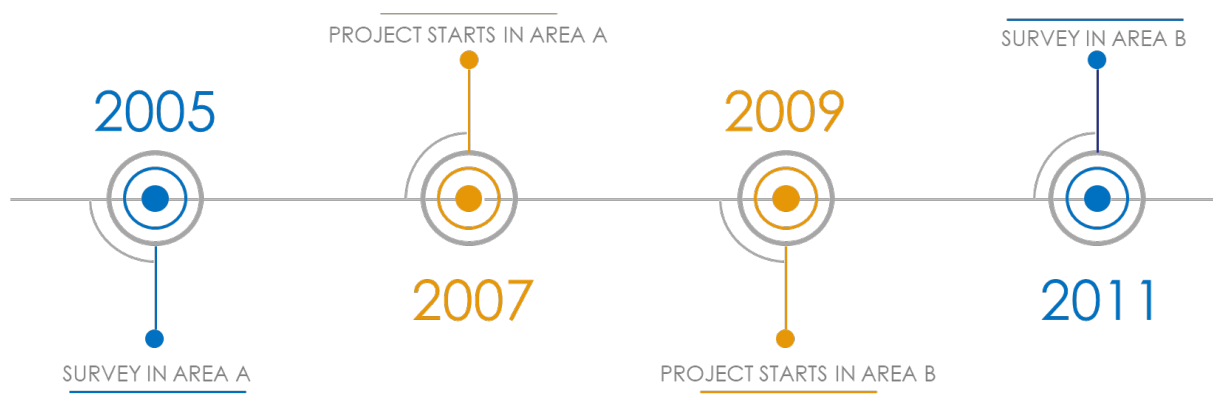 PROJECT STARTS IN AREA A
SURVEY IN AREA B
2005
2009
2007
2011
SURVEY IN AREA A
PROJECT STARTS IN AREA B